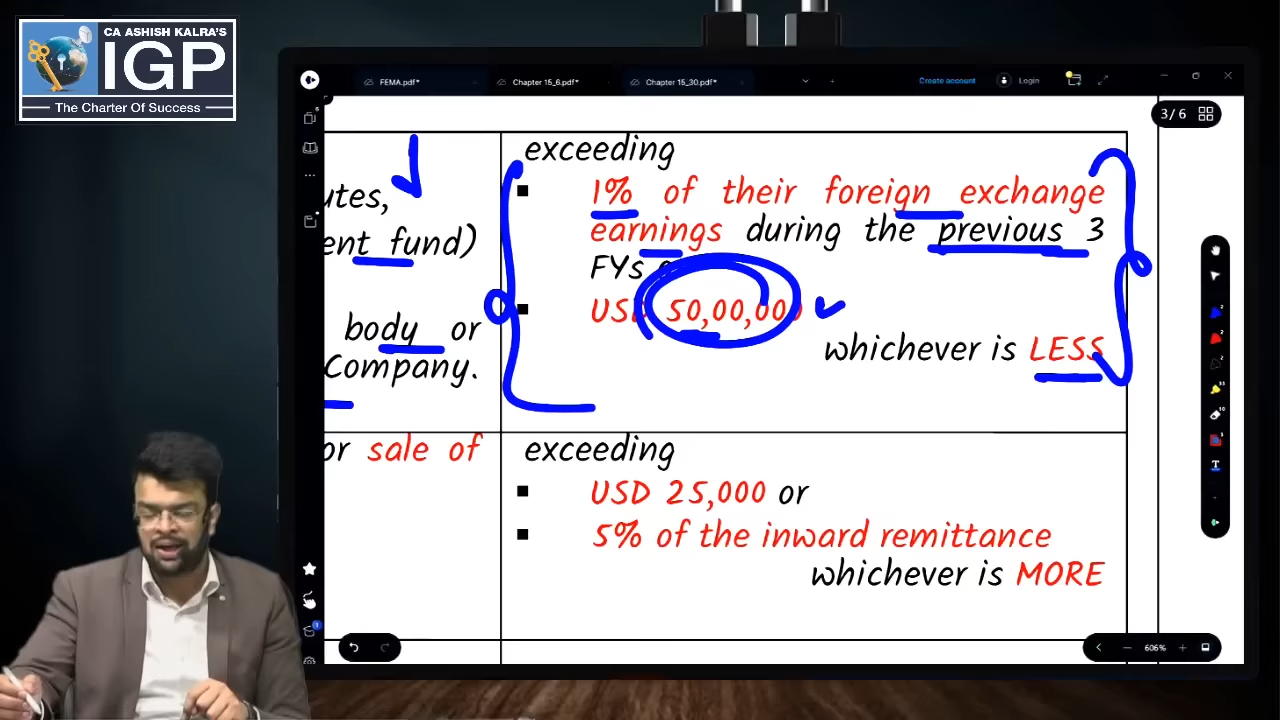 CA ASHISH KALRA'S
IGP
The Charter Of Success
FEMA.pdf*
Chapter 15_6.pdf*
Chapter 15_30.pdf*
Create account
Login
3/6
utes,
ent fund)
body or
Company.
or sale of
exceeding
1% of their foreign exchange
earnings during the previous 3
FYs
USD 50,00,000
whichever is LESS
exceeding
USD 25,000 or
5% of the inward remittance
whichever is MORE
606%